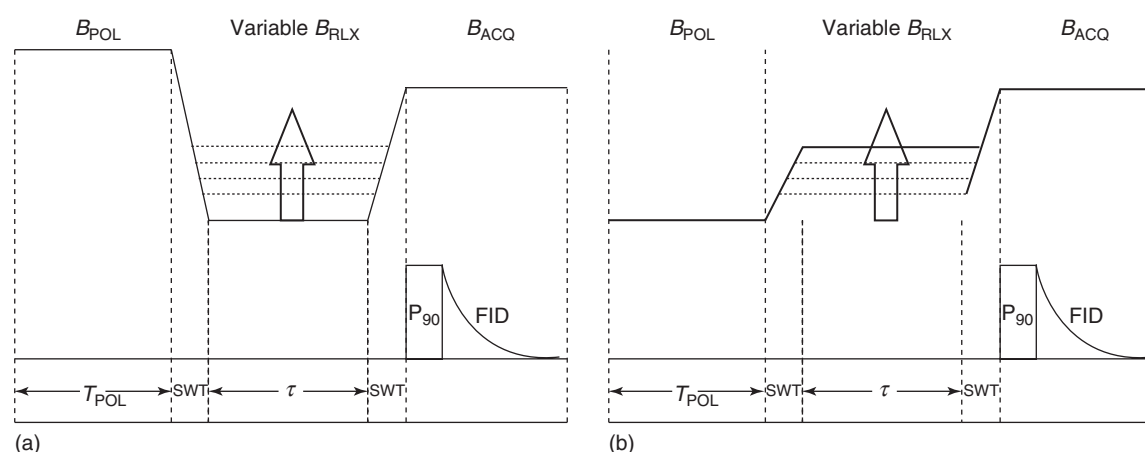 B_POL Variable B_RLX B_ACQ
P_90 FID
T_POL SWT τ SWT
(a)
B_POL Variable B_RLX B_ACQ
P_90 FID
T_POL SWT τ SWT
(b)